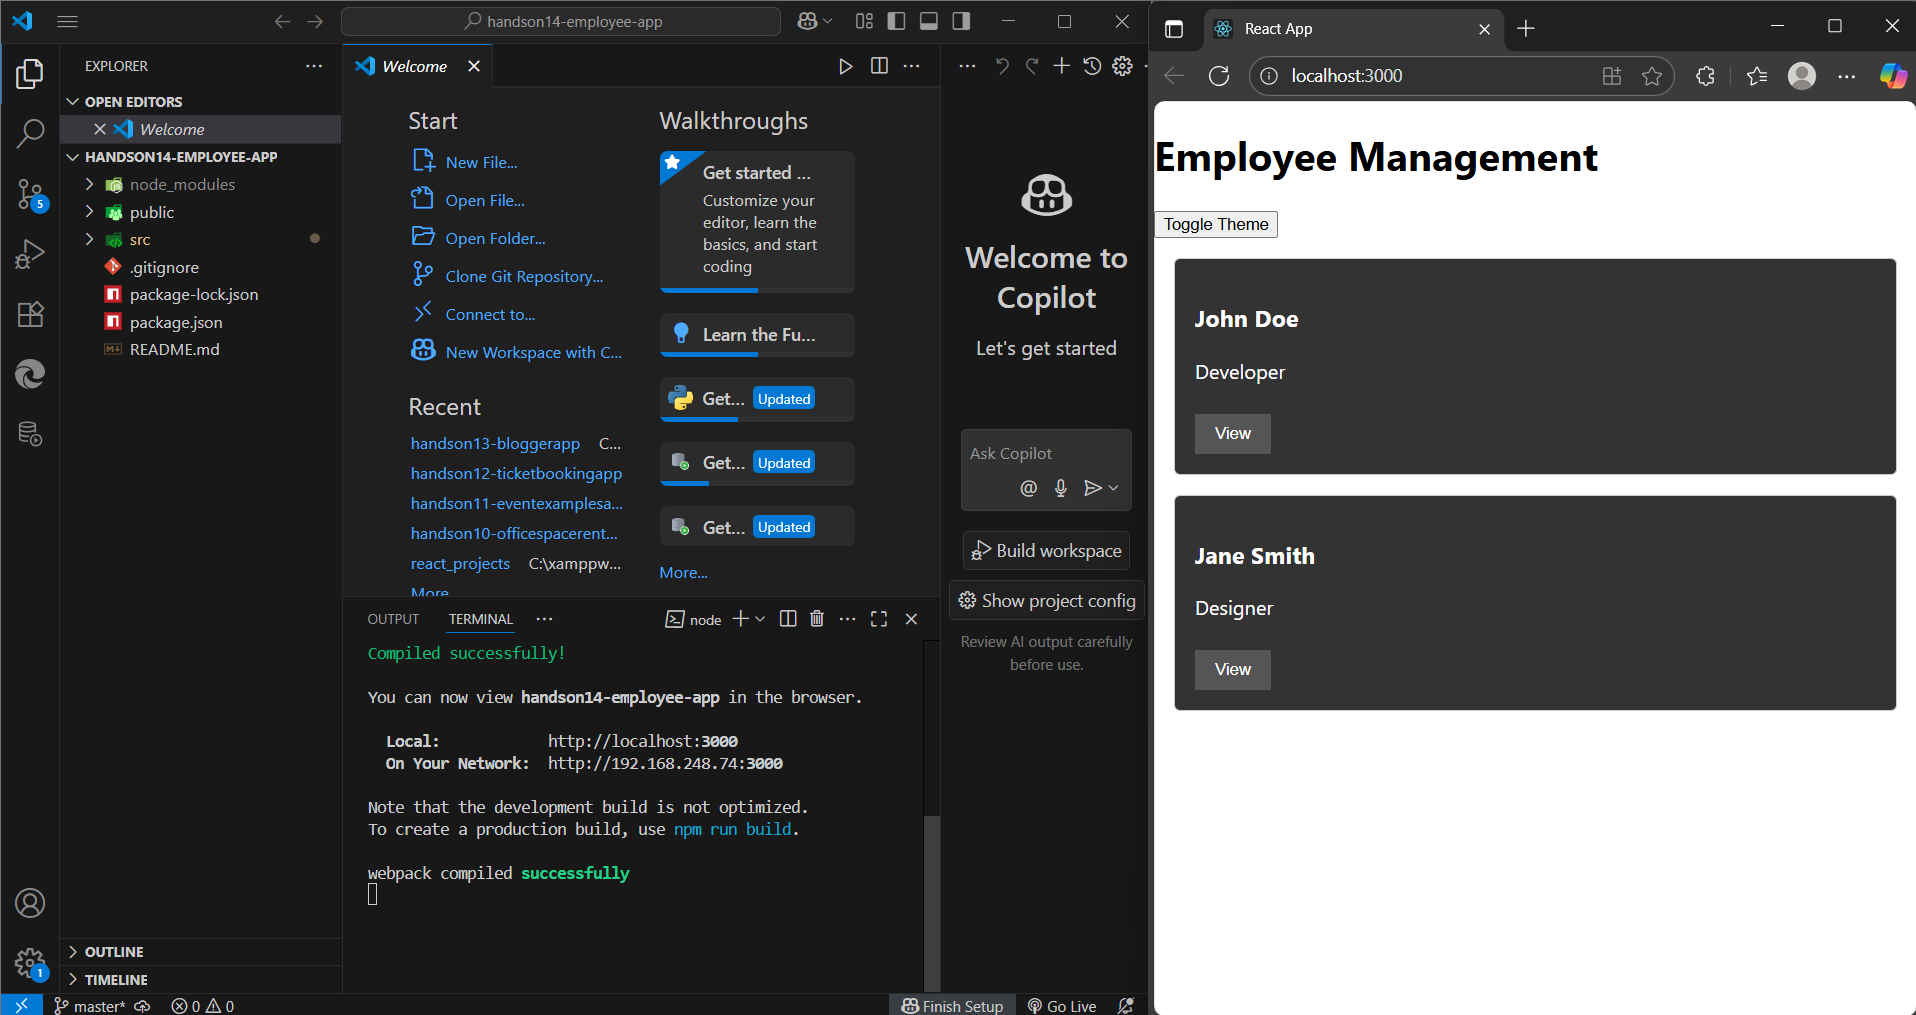 handson14-employee-app
EXPLORER
OPEN EDITORS
Welcome
HANDSON14-EMPLOYEE-APP
node_modules
public
src
.gitignore
package-lock.json
package.json
README.md
5
1
OUTLINE
TIMELINE
Welcome
Start
New File...
Open File...
Open Folder...
Clone Git Repository...
Connect to...
New Workspace with C...
Recent
handson13-bloggerapp C...
handson12-ticketbookingapp
handson11-eventexamplesa...
handson10-officespacerent...
react_projects C:\xamppw...
More...
Walkthroughs
Get started ...
Customize your
editor, learn the
basics, and start
coding
Learn the Fu...
Get... Updated
Get... Updated
Get... Updated
More...
Welcome to
Copilot
Let's get started
Ask Copilot
Build workspace
Show project config
Review AI output carefully
before use.
OUTPUT TERMINAL
node
Compiled successfully!
You can now view handson14-employee-app in the browser.
Local: http://localhost:3000
On Your Network: http://192.168.248.74:3000
Note that the development build is not optimized.
To create a production build, use npm run build.
webpack compiled successfully
master* 0 0
Finish Setup Go Live
React App
localhost:3000
Employee Management
Toggle Theme
John Doe
Developer
View
Jane Smith
Designer
View